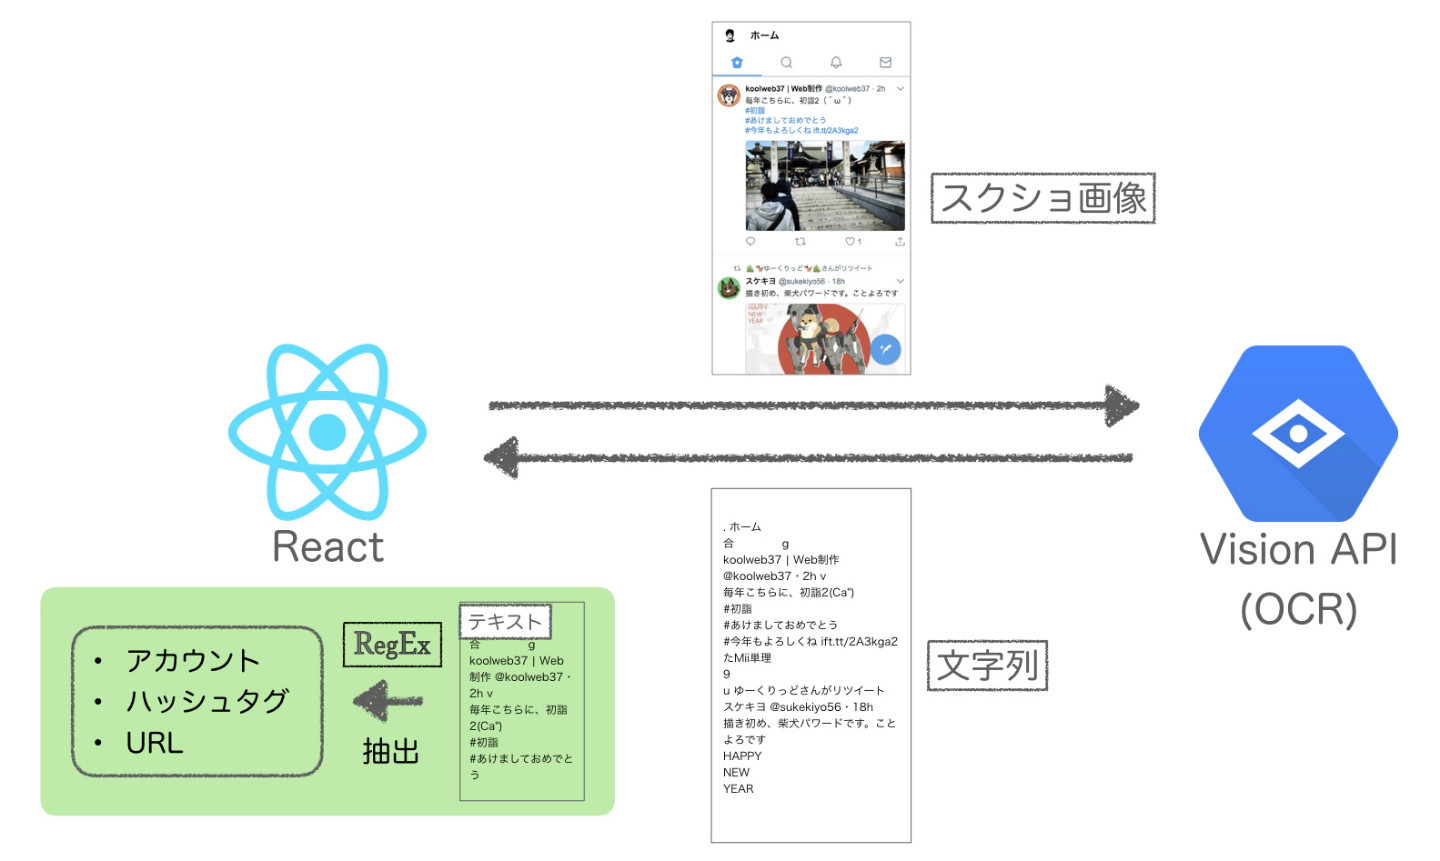 ホーム
koolweb37 | Web制作 @koolweb37 · 2h
毎年こちらに、初詣2 (˘ω˘)
#初詣
#あけましておめでとう
#今年もよろしくね ift.tt/2A3kga2
1
ゆーくりっど さんがリツイート
スケキヨ @sukekiyo56 · 18h
描き初め、柴犬パワードです。ことよろです
HAPPY
NEW
YEAR
スクショ画像
React
Vision API
(OCR)
. ホーム
合 g
koolweb37 | Web制作
@koolweb37・2h v
毎年こちらに、初詣2(Ca")
#初詣
#あけましておめでとう
#今年もよろしくね ift.tt/2A3kga2
たMii単理
9
u ゆーくりっどさんがリツイート
スケキヨ @sukekiyo56・18h
描き初め、柴犬パワードです。こと
よろです
HAPPY
NEW
YEAR
文字列
テキスト
合 g
koolweb37 | Web
制作 @koolweb37・
2h v
毎年こちらに、初詣
2(Ca")
#初詣
#あけましておめでと
う
RegEx
抽出
• アカウント
• ハッシュタグ
• URL